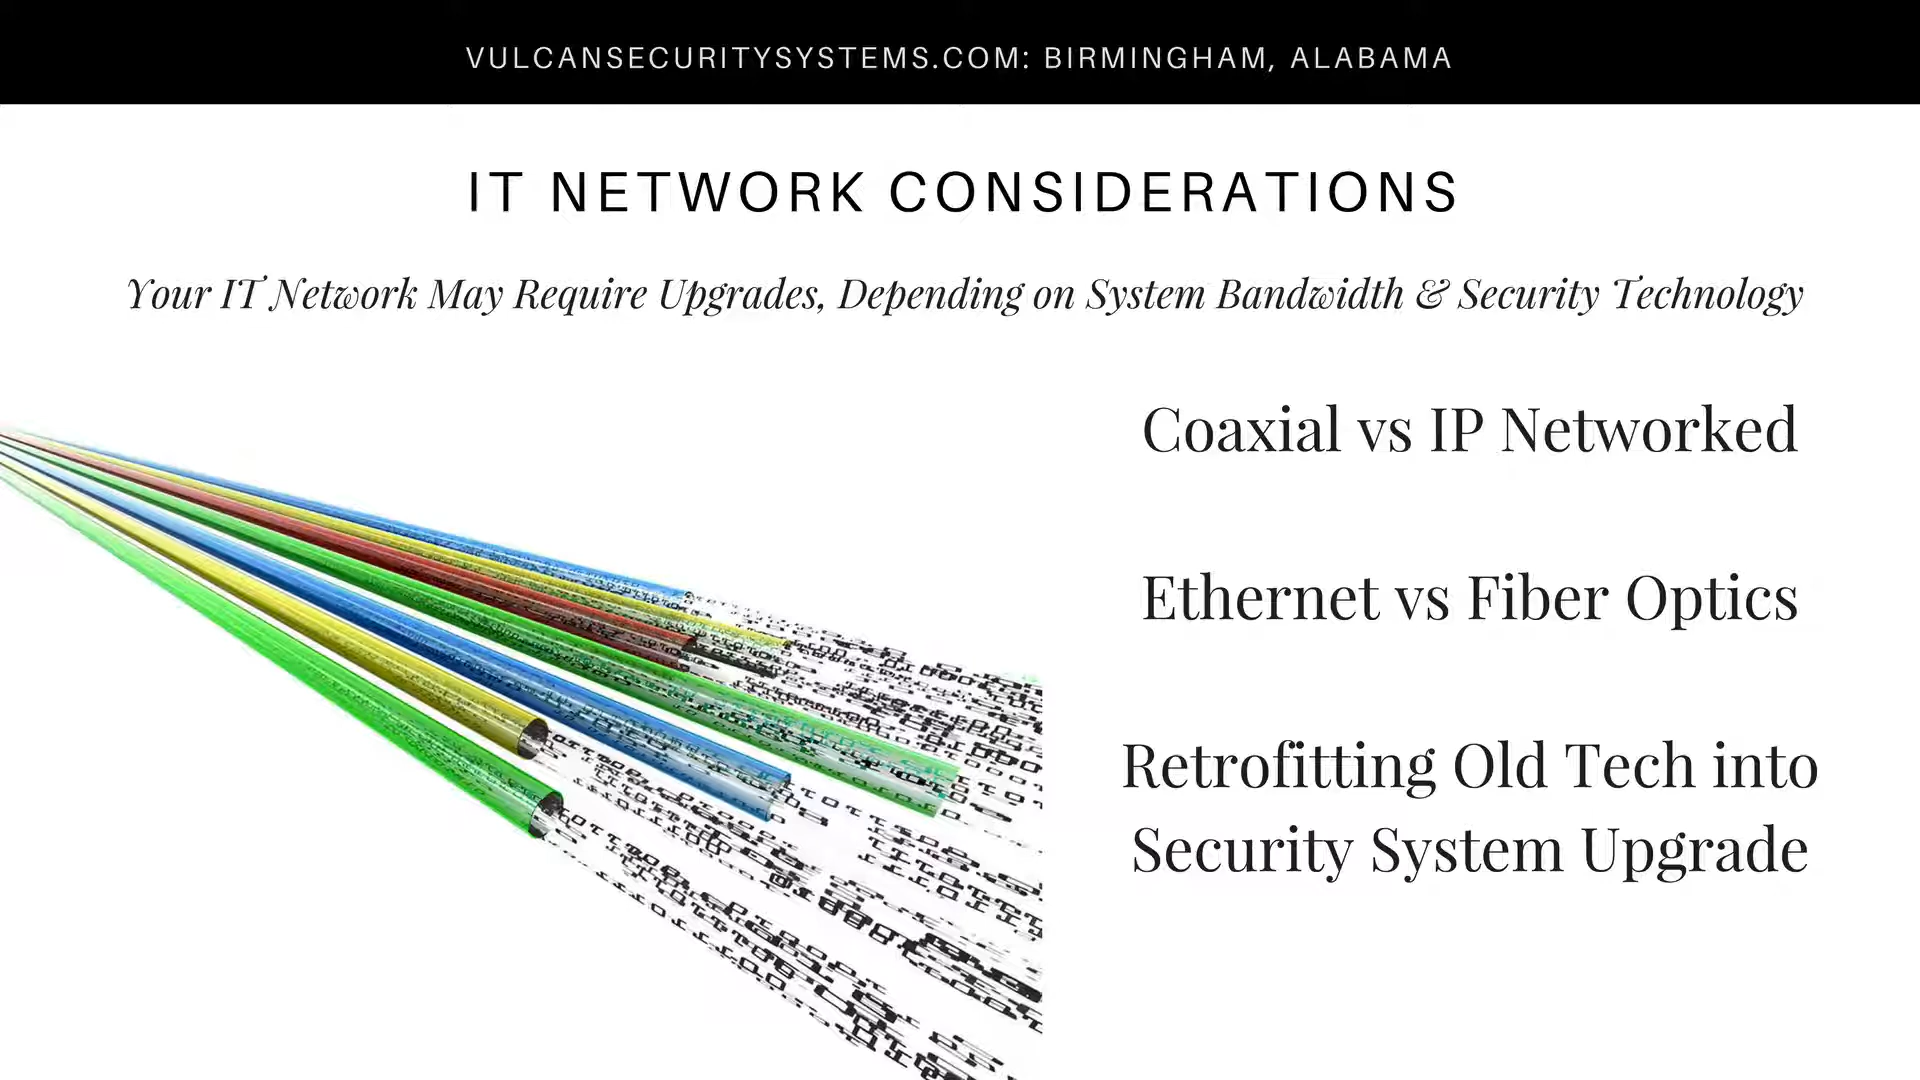 VULCANSECURITYSYSTEMS.COM: BIRMINGHAM, ALABAMA
IT NETWORK CONSIDERATIONS
Your IT Network May Require Upgrades, Depending on System Bandwidth & Security Technology
Coaxial vs IP Networked
Ethernet vs Fiber Optics
Retrofitting Old Tech into
Security System Upgrade